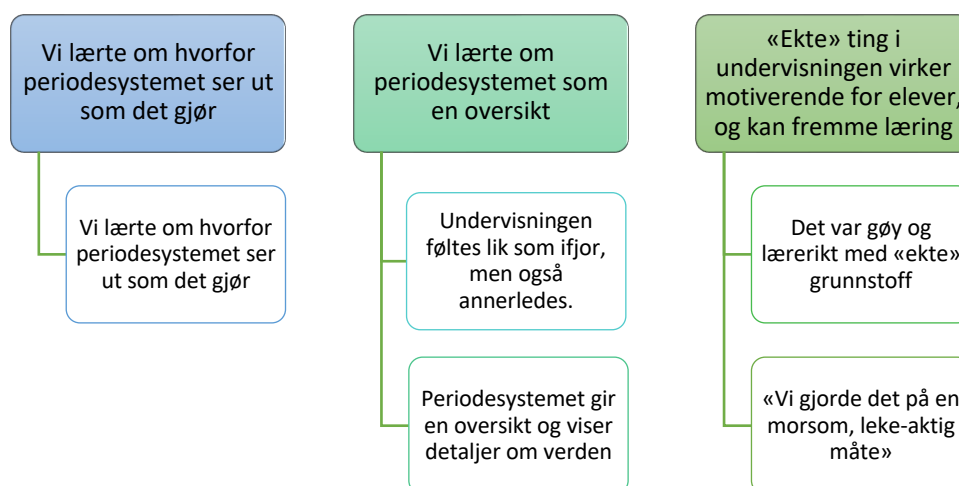 Vi lærte om hvorfor
periodesystemet ser ut
som det gjør
Vi lærte om hvorfor
periodesystemet ser
ut som det gjør
Vi lærte om
periodesystemet som
en oversikt
Undervisningen
føltes lik som ifjor,
men også
annerledes.
Periodesystemet gir
en oversikt og viser
detaljer om verden
«Ekte» ting i
undervisningen virker
motiverende for elever,
og kan fremme læring
Det var gøy og
lærerikt med «ekte»
grunnstoff
«Vi gjorde det på en
morsom, leke-aktig
måte»